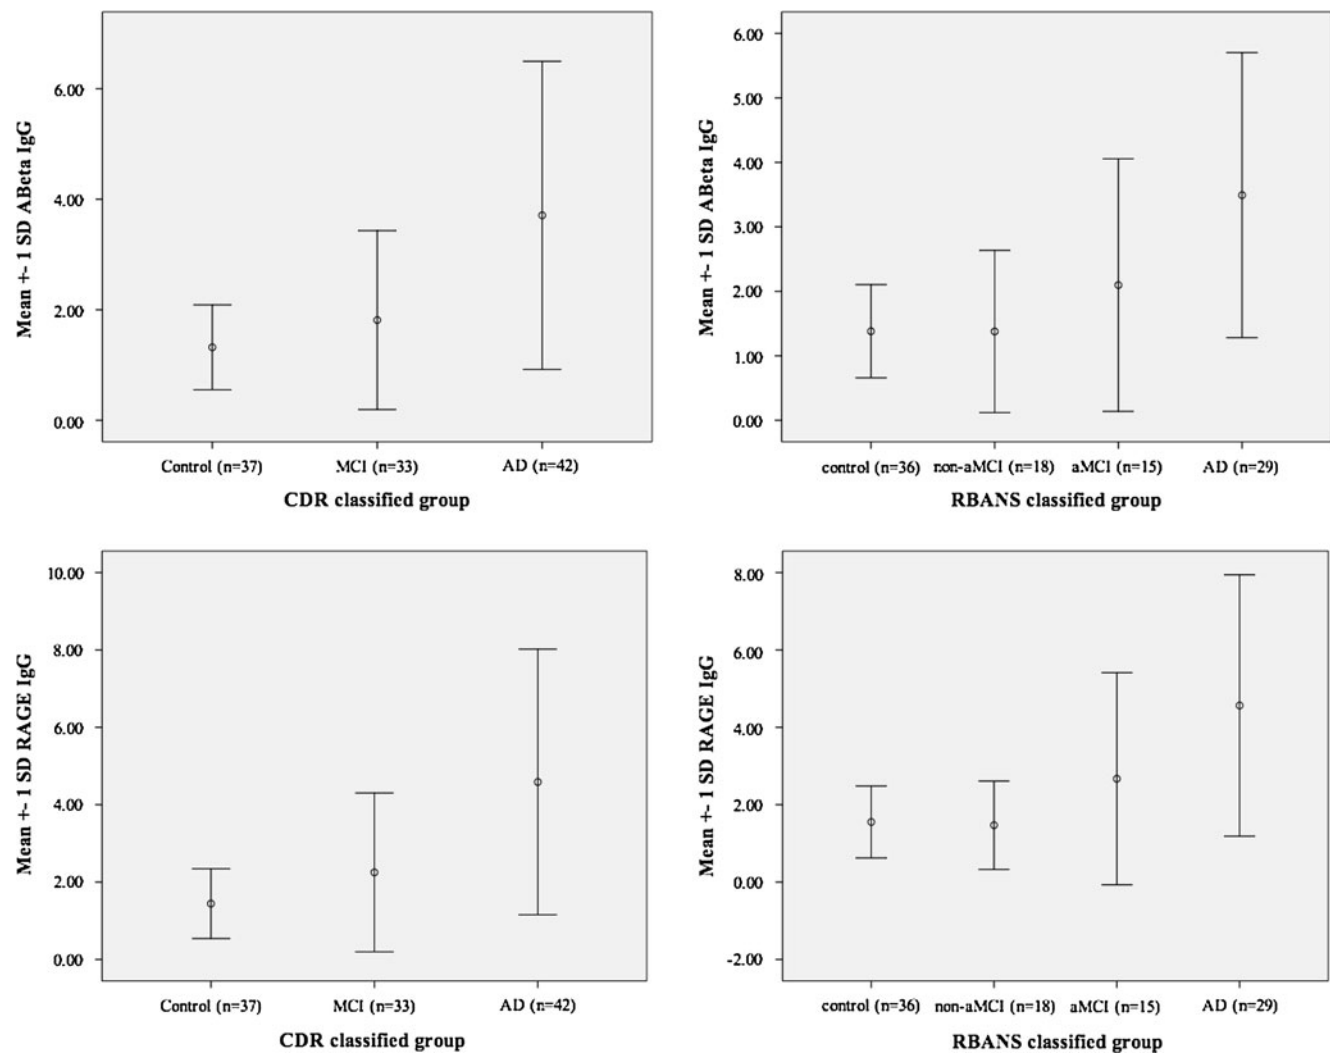 Mean +- 1 SD ABeta IgG
6.00
4.00
2.00
0.00
Control (n=37) MCI (n=33) AD (n=42)
CDR classified group
Mean +- 1 SD ABeta IgG
6.00
5.00
4.00
3.00
2.00
1.00
0.00
control (n=36) non-aMCI (n=18) aMCI (n=15) AD (n=29)
RBANS classified group
Mean +- 1 SD RAGE IgG
10.00
8.00
6.00
4.00
2.00
0.00
Control (n=37) MCI (n=33) AD (n=42)
CDR classified group
Mean +- 1 SD RAGE IgG
8.00
6.00
4.00
2.00
0.00
-2.00
control (n=36) non-aMCI (n=18) aMCI (n=15) AD (n=29)
RBANS classified group